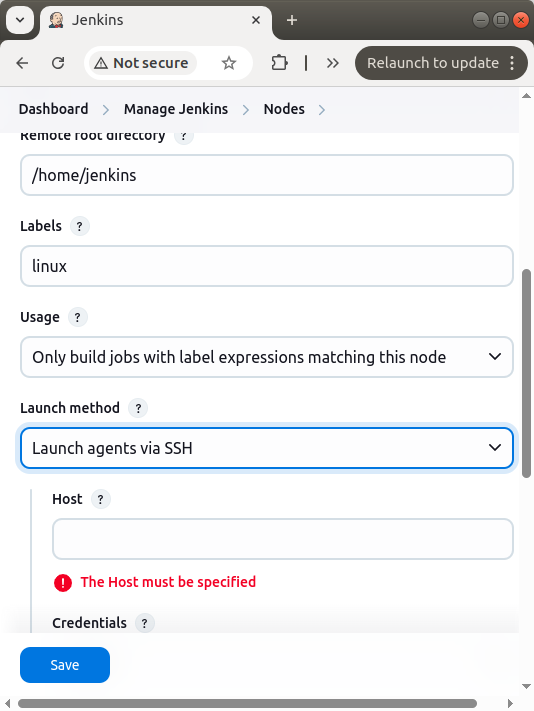 Jenkins
Not secure
Relaunch to update
Dashboard
Manage Jenkins
Nodes
Remote root directory ?
/home/jenkins
Labels ?
linux
Usage ?
Only build jobs with label expressions matching this node
Launch method ?
Launch agents via SSH
Host ?
The Host must be specified
Credentials ?
Save